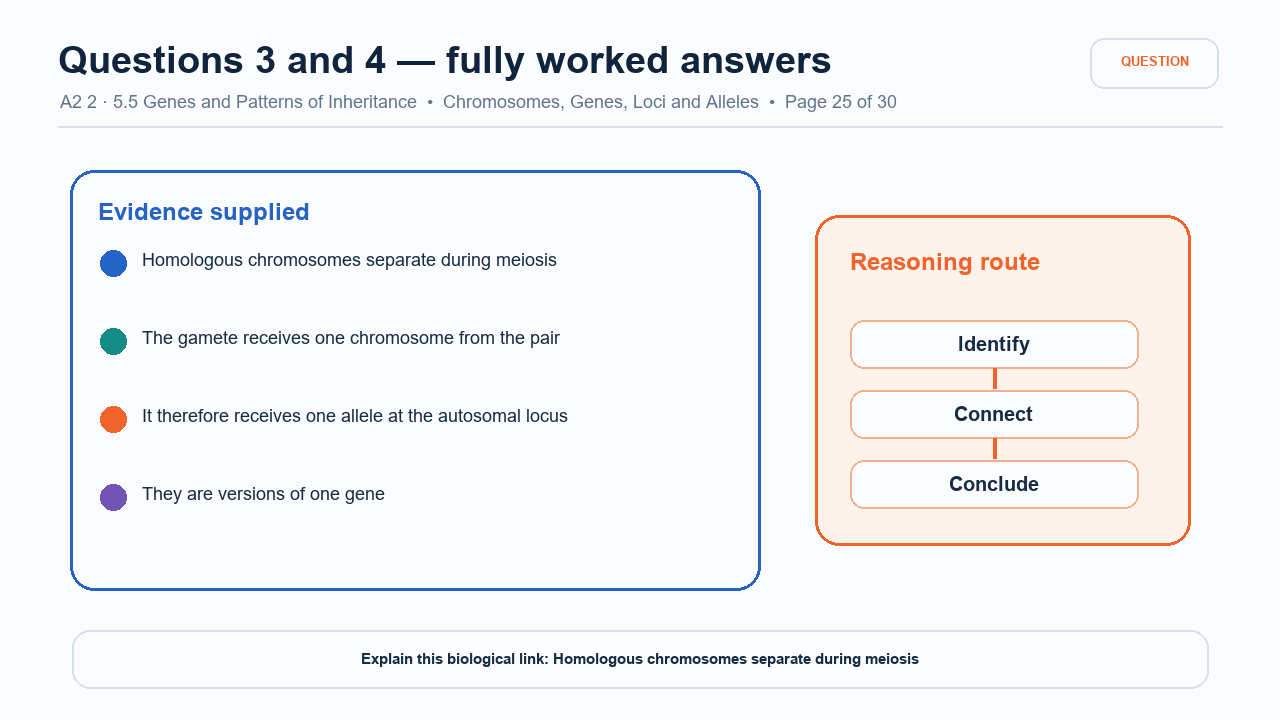 Questions 3 and 4 — fully worked answers
QUESTION
A2 2 · 5.5 Genes and Patterns of Inheritance • Chromosomes, Genes, Loci and Alleles • Page 25 of 30
Evidence supplied
Homologous chromosomes separate during meiosis
The gamete receives one chromosome from the pair
It therefore receives one allele at the autosomal locus
They are versions of one gene
Reasoning route
Identify
Connect
Conclude
Explain this biological link: Homologous chromosomes separate during meiosis